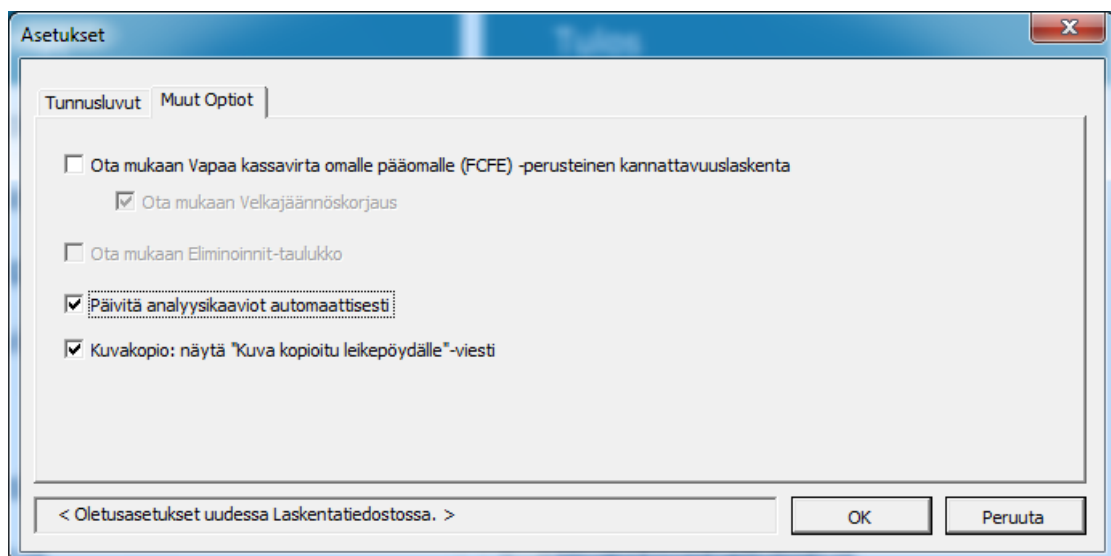 Asetukset
Tulos
Tunnusluvut
Muut Optiot
Ota mukaan Vapaa kassavirta omalle pääomalle (FCFE) -perusteinen kannattavuuslaskenta
Ota mukaan Velkajäännöskorjaus
Ota mukaan Eliminoinnit-taulukko
Päivitä analyysikaaviot automaattisesti
Kuvakopio: näytä "Kuva kopioitu leikepöydälle"-viesti
< Oletusasetukset uudessa Laskentatiedostossa. >
OK
Peruuta